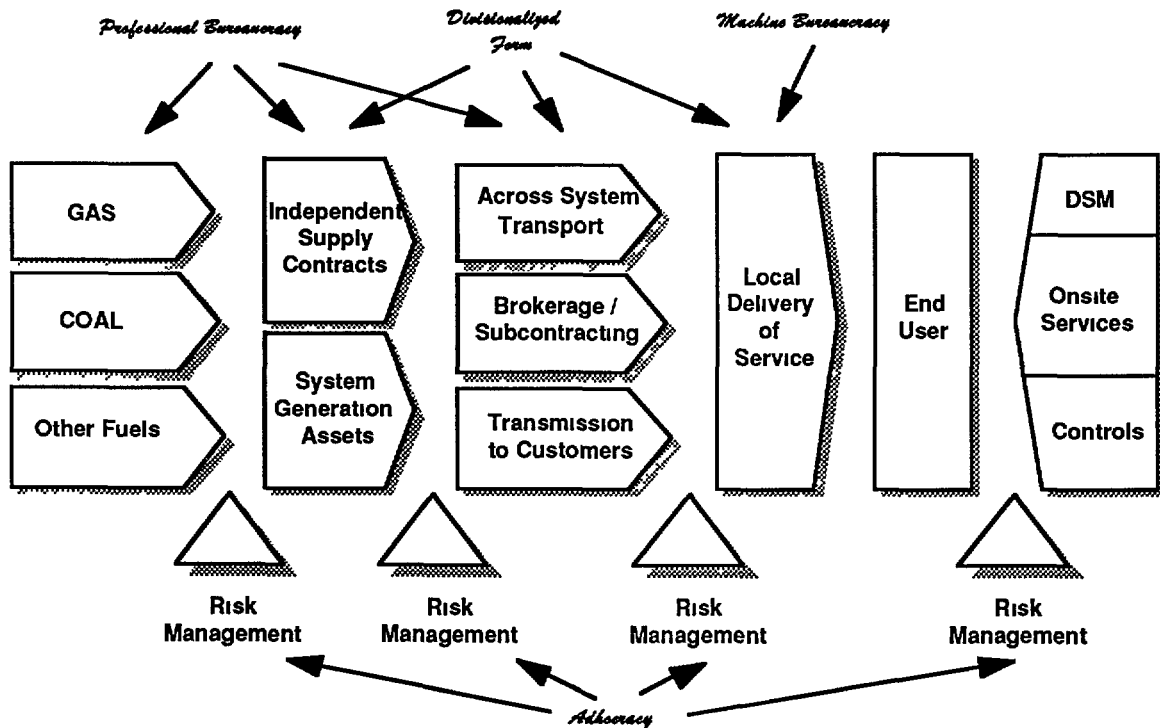 Professional Bureaucracy
Divisionalized
Form
Machine Bureaucracy
GAS
COAL
Other Fuels
Independent
Supply
Contracts
System
Generation
Assets
Across System
Transport
Brokerage /
Subcontracting
Transmission
to Customers
Local
Delivery
of
Service
End
User
DSM
Onsite
Services
Controls
Risk
Management
Risk
Management
Risk
Management
Risk
Management
Adhocracy